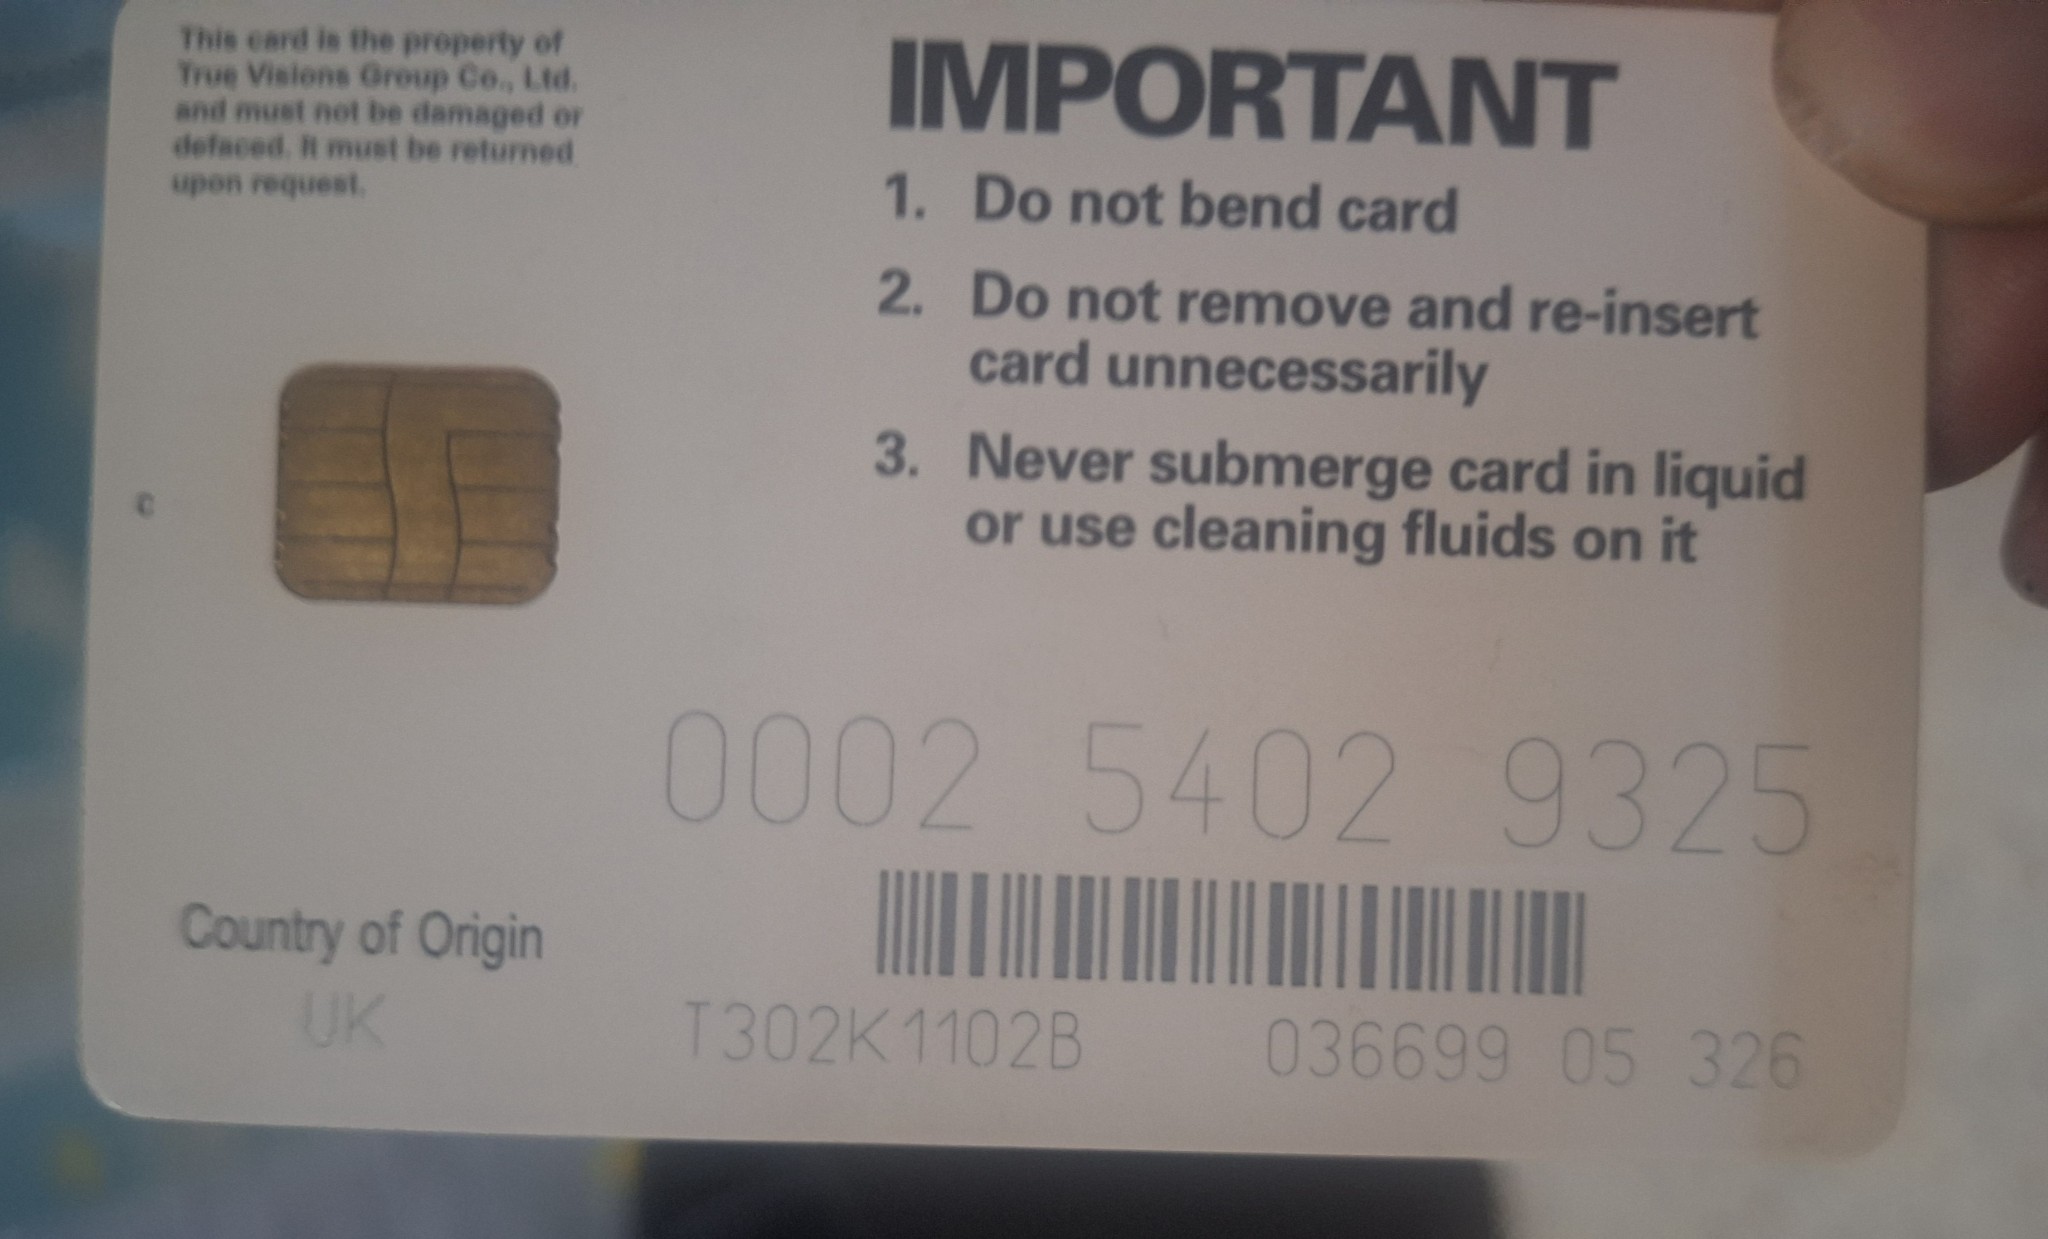 This card is the property of
True Visions Group Co., Ltd.
and must not be damaged or
defaced. It must be returned
upon request.
IMPORTANT
1. Do not bend card
2. Do not remove and re-insert
card unnecessarily
3. Never submerge card in liquid
or use cleaning fluids on it
C
0002 5402 9325
Country of Origin
UK
T302K1102B 036699 05 326